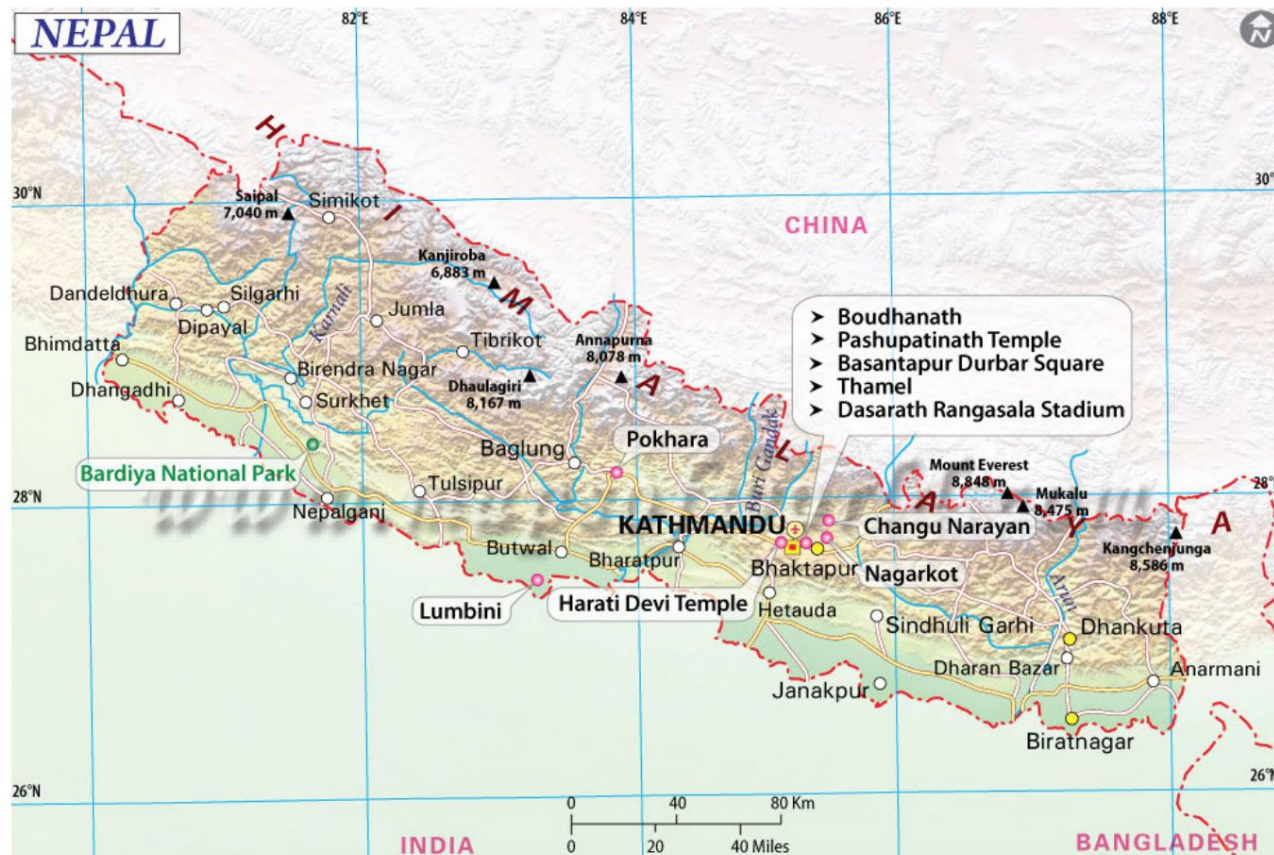 NEPAL
82°E
84°E
86°E
88°E
N
H
I
M
A
L
A
Y
A
30°N
30°
Saipal
7,040 m
Simikot
CHINA
Kanjiroba
6,883 m
Dandeldhura
Silgarhi
Dipayal
Karnali
Jumla
Bhimdatta
Tibrikot
Annapurna
8,078 m
Birendra Nagar
Dhaulagiri
8,167 m
Dhangadhi
Surkhet
➤ Boudhanath
➤ Pashupatinath Temple
➤ Basantapur Durbar Square
➤ Thamel
➤ Dasarath Rangasala Stadium
Pokhara
Baglung
Buri Gandak
Bardiya National Park
Mount Everest
8,848 m
Mukalu
8,475 m
28°N
28°
Tulsipur
Nepalganj
KATHMANDU
Changu Narayan
Kangchenjunga
8,586 m
Butwal
Bharatpur
Bhaktapur
Nagarkot
Lumbini
Harati Devi Temple
Hetauda
Arun
Sindhuli Garhi
Dhankuta
Dharan Bazar
Anarmani
Janakpur
Biratnagar
26°N
26°N
0 40 80 Km
0 20 40 Miles
INDIA
BANGLADESH